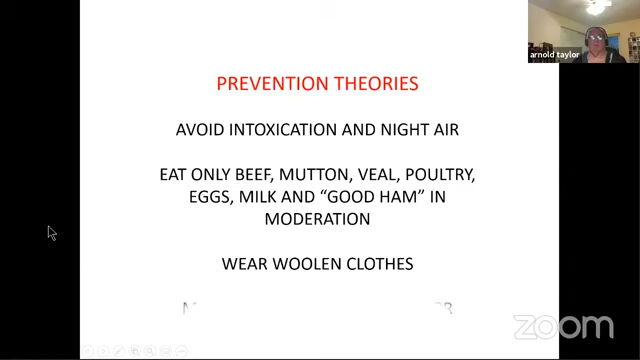 arnold taylor
PREVENTION THEORIES
AVOID INTOXICATION AND NIGHT AIR
EAT ONLY BEEF, MUTTON, VEAL, POULTRY,
EGGS, MILK AND “GOOD HAM” IN
MODERATION
WEAR WOOLEN CLOTHES
zoom